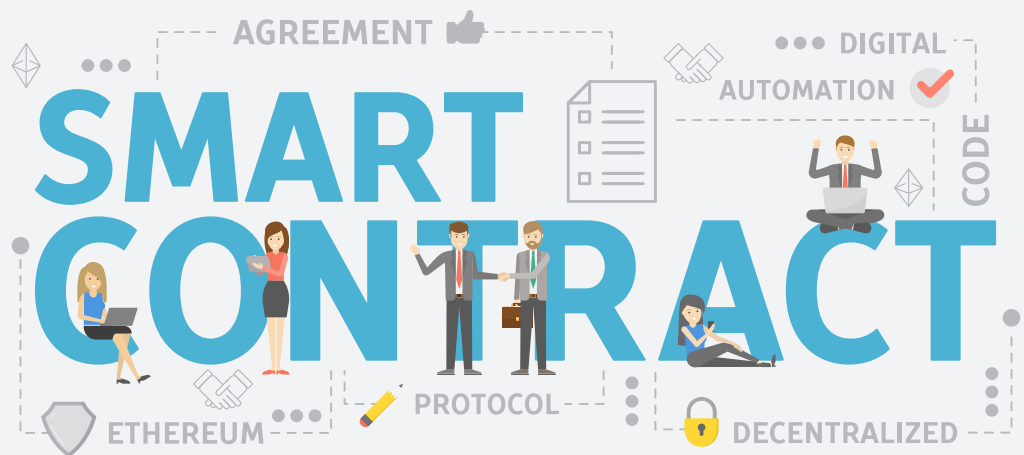 AGREEMENT
DIGITAL
AUTOMATION
CODE
SMART
CONTRACT
PROTOCOL
ETHEREUM
DECENTRALIZED